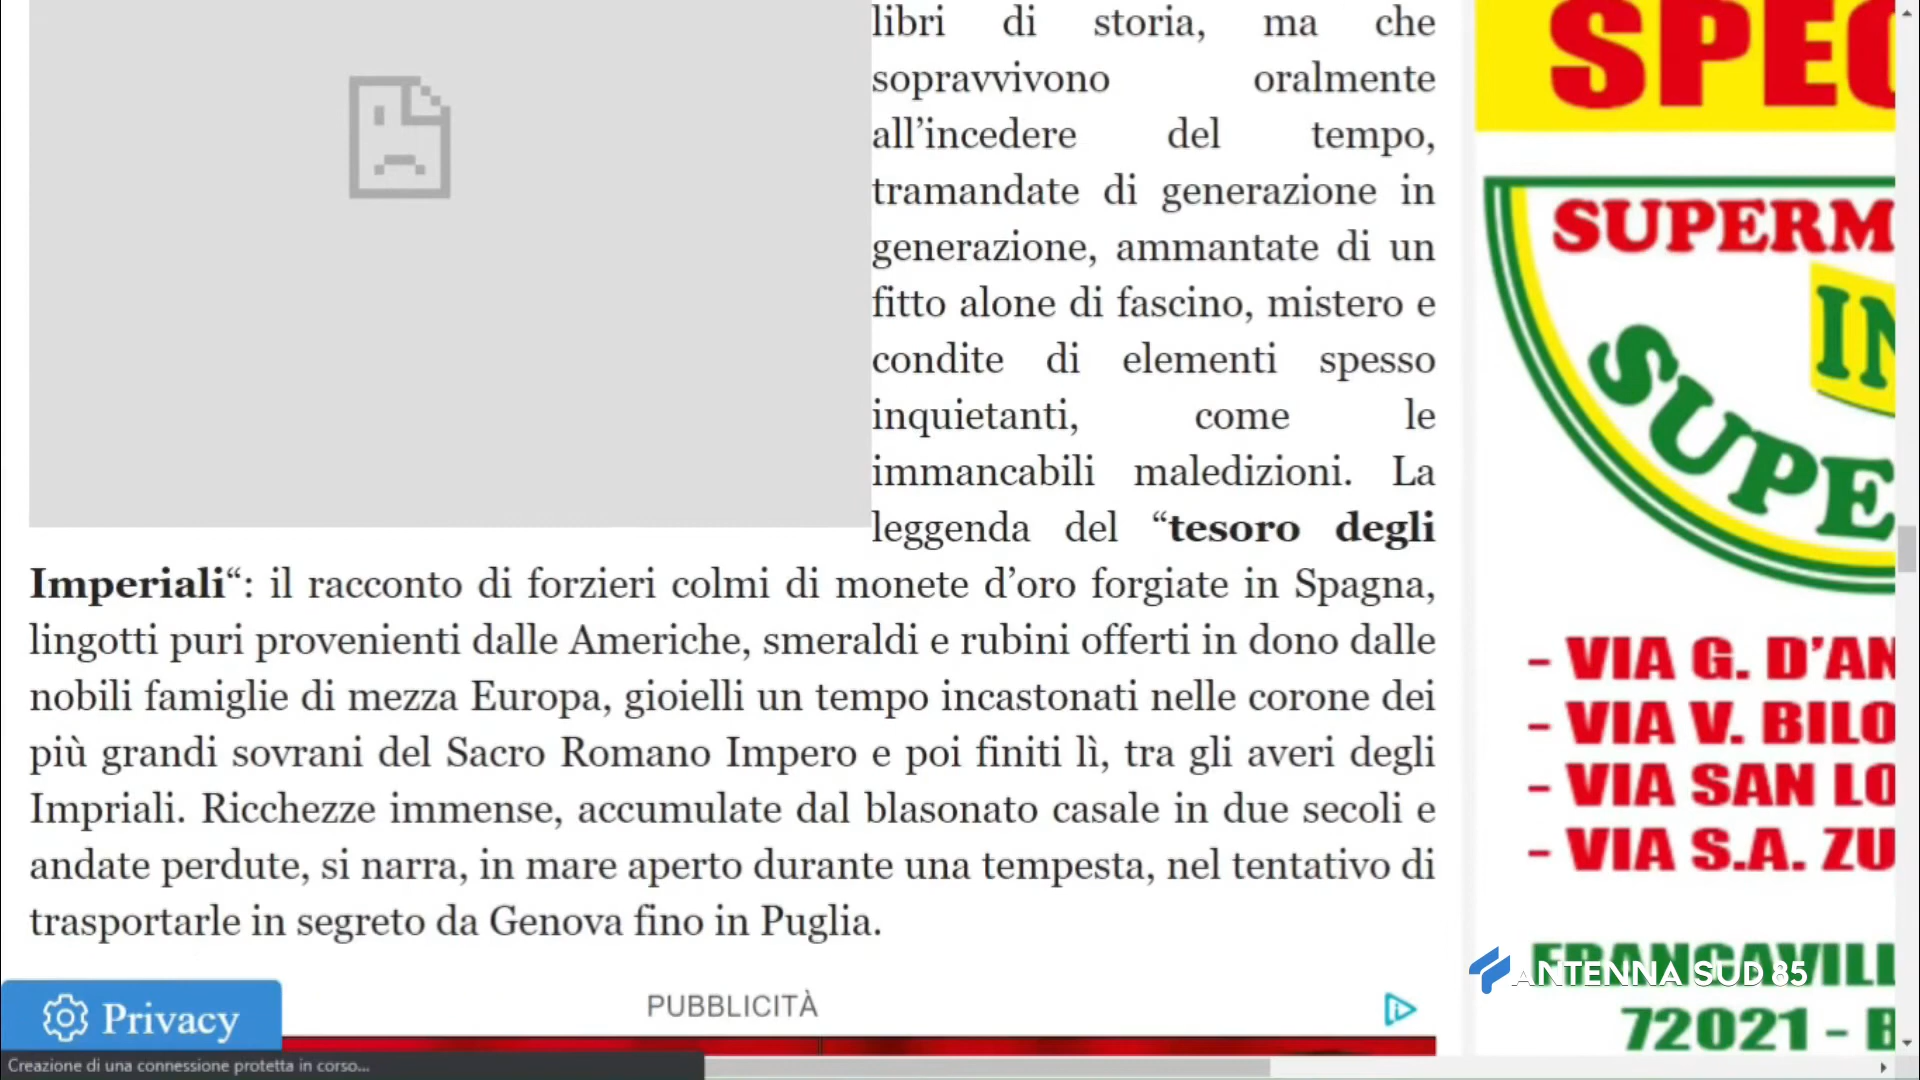 libri di storia, ma che
sopravvivono oralmente
all’incedere del tempo,
tramandate di generazione in
generazione, ammantate di un
fitto alone di fascino, mistero e
condite di elementi spesso
inquietanti, come le
immancabili maledizioni. La
leggenda del “tesoro degli
Imperiali“: il racconto di forzieri colmi di monete d’oro forgiate in Spagna,
lingotti puri provenienti dalle Americhe, smeraldi e rubini offerti in dono dalle
nobili famiglie di mezza Europa, gioielli un tempo incastonati nelle corone dei
più grandi sovrani del Sacro Romano Impero e poi finiti lì, tra gli averi degli
Impriali. Ricchezze immense, accumulate dal blasonato casale in due secoli e
andate perdute, si narra, in mare aperto durante una tempesta, nel tentativo di
trasportarle in segreto da Genova fino in Puglia.
PUBBLICITÀ
Privacy
Creazione di una connessione protetta in corso...
SPEC
SUPERM
IN
SUPE
- VIA G. D’AN
- VIA V. BILO
- VIA SAN LO
- VIA S.A. ZU
FRANCAVILL
ANTENNA SUD 85
72021 - B